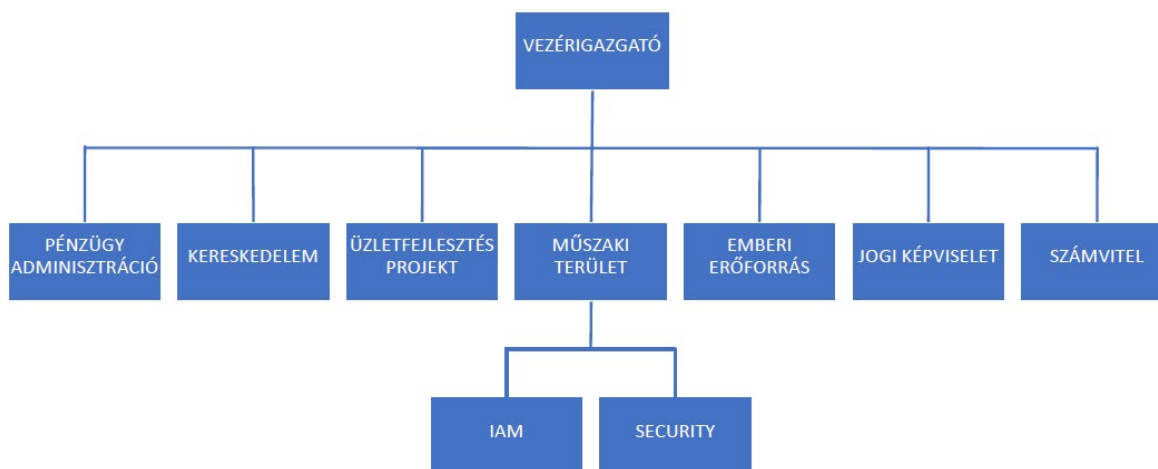 VEZÉRIGAZGATÓ
PÉNZÜGY
ADMINISZTRÁCIÓ
KERESKEDELEM
ÜZLETFEJLESZTÉS
PROJEKT
MŰSZAKI
TERÜLET
EMBERI
ERŐFORRÁS
JOGI KÉPVISELET
SZÁMVITEL
IAM
SECURITY